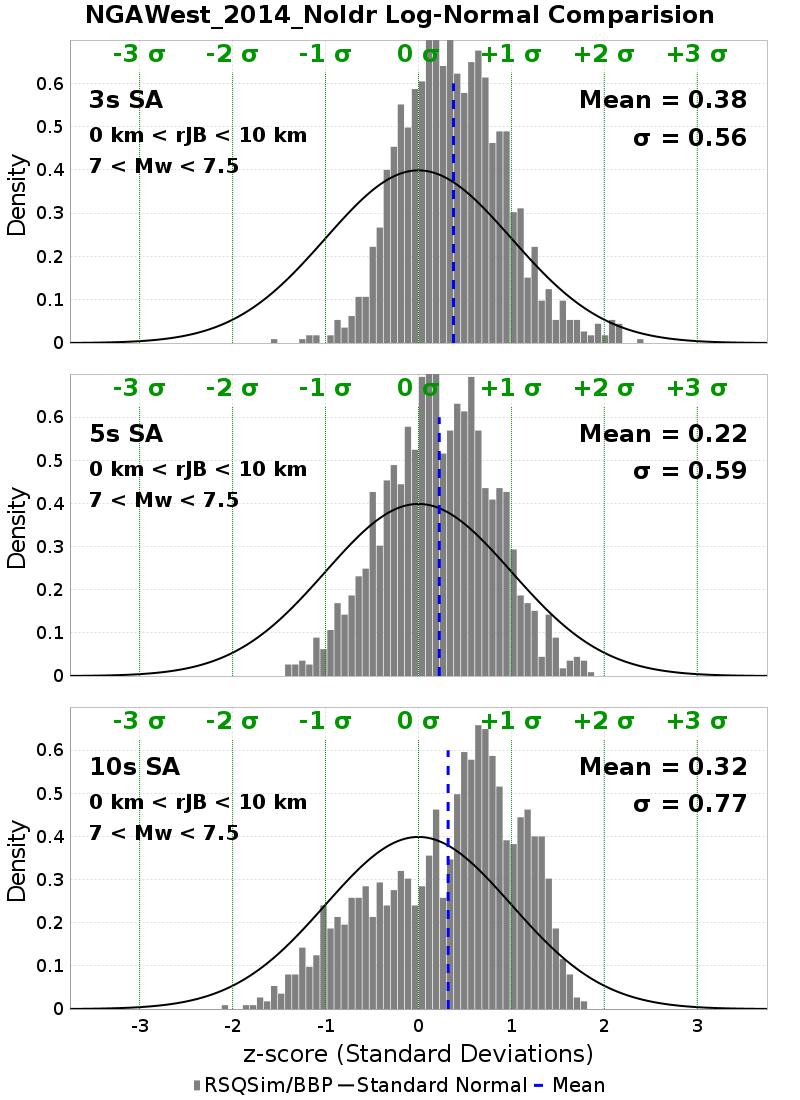 NGAWest_2014_NoIdr Log-Normal Comparision
-3 σ -2 σ -1 σ 0 σ +1 σ +2 σ +3 σ
3s SA
Mean = 0.38
0 km < rJB < 10 km
σ = 0.56
7 < Mw < 7.5
0.6
0.5
0.4
0.3
0.2
0.1
0
Density
-3 σ -2 σ -1 σ 0 σ +1 σ +2 σ +3 σ
5s SA
Mean = 0.22
0 km < rJB < 10 km
σ = 0.59
7 < Mw < 7.5
0.6
0.5
0.4
0.3
0.2
0.1
0
Density
-3 σ -2 σ -1 σ 0 σ +1 σ +2 σ +3 σ
10s SA
Mean = 0.32
0 km < rJB < 10 km
σ = 0.77
7 < Mw < 7.5
0.6
0.5
0.4
0.3
0.2
0.1
0
Density
-3 -2 -1 0 1 2 3
z-score (Standard Deviations)
RSQSim/BBP Standard Normal Mean